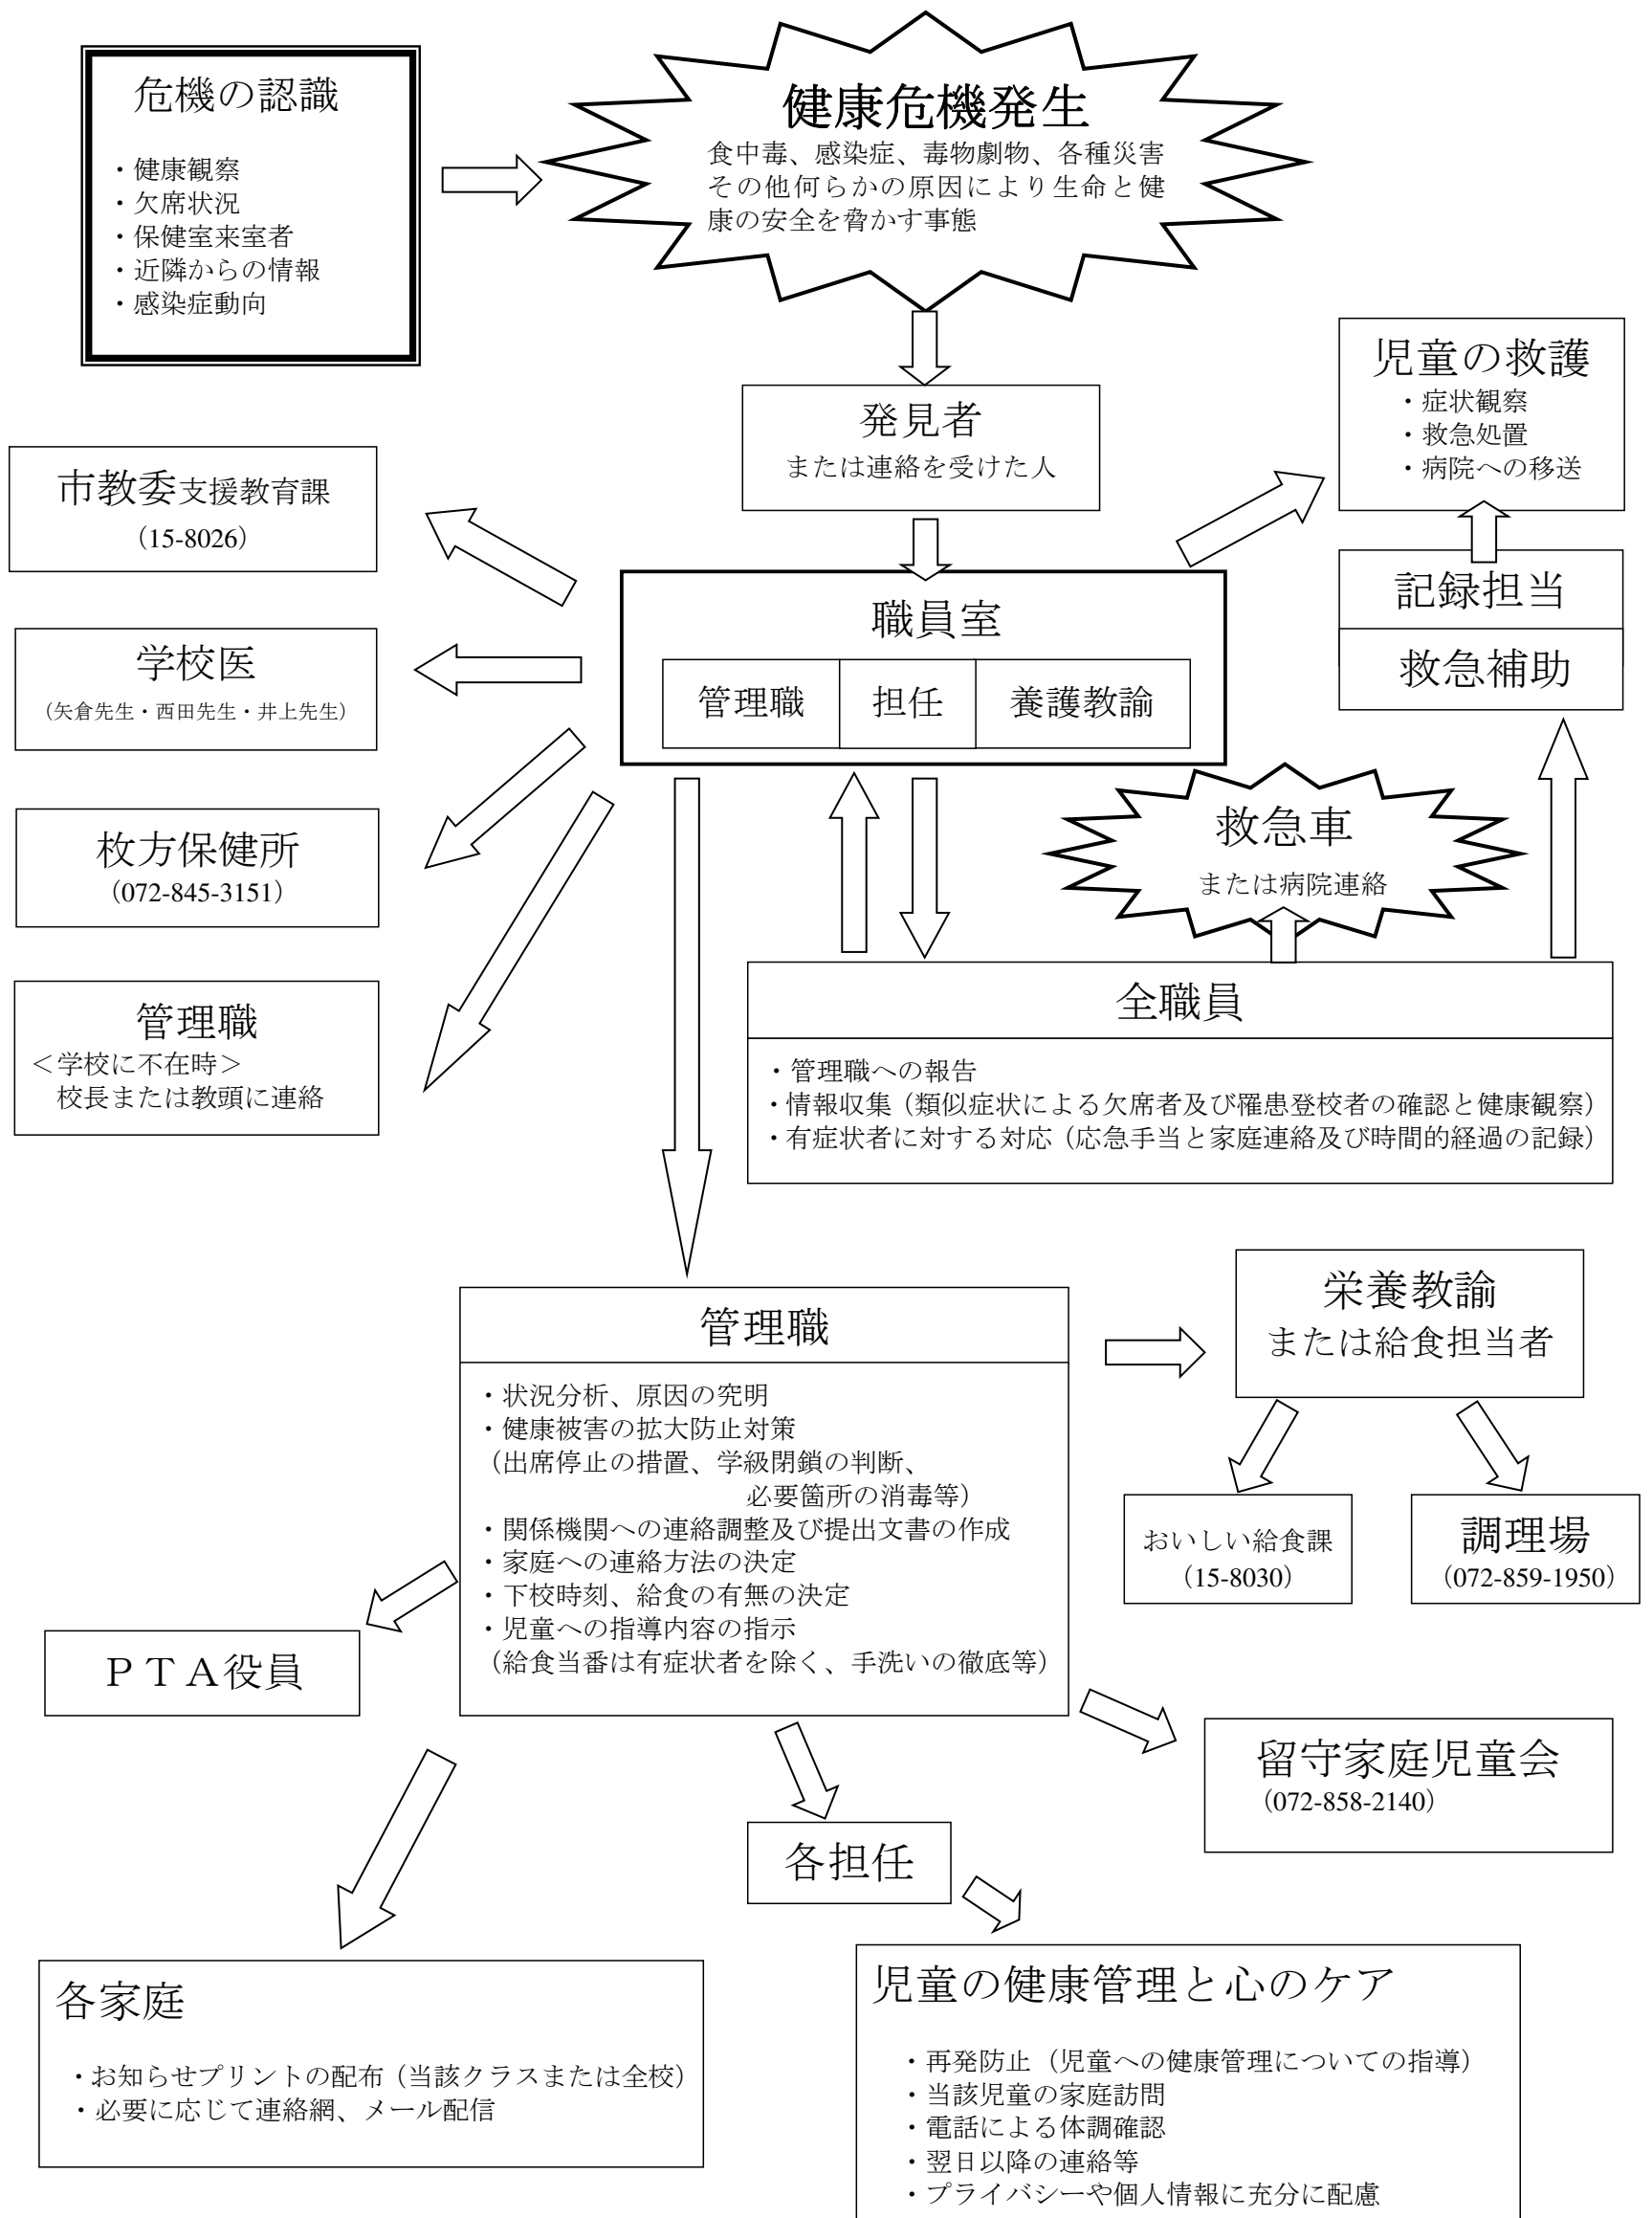 危機の認識
・健康観察
・欠席状況
・保健室来室者
・近隣からの情報
・感染症動向
健康危機発生
食中毒、感染症、毒物劇物、各種災害
その他何らかの原因により生命と健
康の安全を脅かす事態
発見者
または連絡を受けた人
児童の救護
・症状観察
・救急処置
・病院への移送
市教委支援教育課
（15-8026）
学校医
（矢倉先生・西田先生・井上先生）
枚方保健所
（072-845-3151）
管理職
＜学校に不在時＞
校長または教頭に連絡
職員室
管理職 担任 養護教諭
記録担当
救急補助
救急車
または病院連絡
全職員
・管理職への報告
・情報収集（類似症状による欠席者及び罹患登校者の確認と健康観察）
・有症状者に対する対応（応急手当と家庭連絡及び時間的経過の記録）
管理職
・状況分析、原因の究明
・健康被害の拡大防止対策
（出席停止の措置、学級閉鎖の判断、
必要箇所の消毒等）
・関係機関への連絡調整及び提出文書の作成
・家庭への連絡方法の決定
・下校時刻、給食の有無の決定
・児童への指導内容の指示
（給食当番は有症状者を除く、手洗いの徹底等）
栄養教諭
または給食担当者
おいしい給食課
（15-8030）
調理場
（072-859-1950）
ＰＴＡ役員
留守家庭児童会
（072-858-2140）
各担任
各家庭
・お知らせプリントの配布（当該クラスまたは全校）
・必要に応じて連絡網、メール配信
児童の健康管理と心のケア
・再発防止（児童への健康管理についての指導）
・当該児童の家庭訪問
・電話による体調確認
・翌日以降の連絡等
・プライバシーや個人情報に充分に配慮